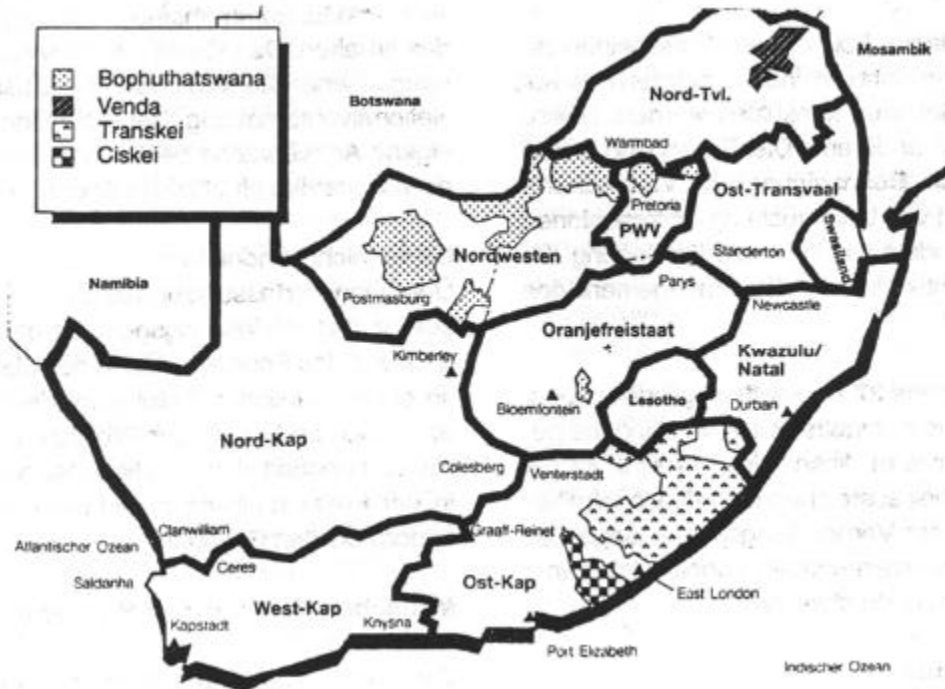 Bophuthatswana
Venda
Transkei
Ciskei
Mosambik
Nord-Tvl.
Botswana
Warmbad
Ost-Transvaal
Pretoria
PWV
Swasiland
Standerton
Nordwesten
Namibia
Postmasburg
Parys
Newcastle
Oranjefreistaat
Kimberley
Kwazulu/
Natal
Lesotho
Bloemfontein
Durban
Nord-Kap
Colesberg
Venterstadt
Clanwilliam
Graaff-Reinet
Atlantischer Ozean
Ceres
Saldanha
Ost-Kap
East London
West-Kap
Kapstadt
Knysna
Port Elizabeth
Indischer Ozean